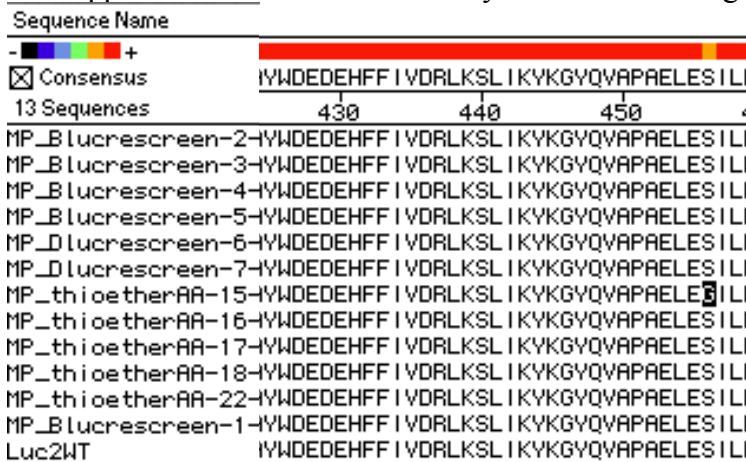 Sequence Name
- +
Consensus YWDEDEHFFIVDRLKSLIKYKGYQVAPAELESIL
13 Sequences 430 440 450
MP_Blucrescreen-2- YWDEDEHFFIVDRLKSLIKYKGYQVAPAELESIL
MP_Blucrescreen-3- YWDEDEHFFIVDRLKSLIKYKGYQVAPAELESIL
MP_Blucrescreen-4- YWDEDEHFFIVDRLKSLIKYKGYQVAPAELESIL
MP_Blucrescreen-5- YWDEDEHFFIVDRLKSLIKYKGYQVAPAELESIL
MP_Dlucrescreen-6- YWDEDEHFFIVDRLKSLIKYKGYQVAPAELESIL
MP_Dlucrescreen-7- YWDEDEHFFIVDRLKSLIKYKGYQVAPAELESIL
MP_thioetherAA-15- YWDEDEHFFIVDRLKSLIKYKGYQVAPAELEGIL
MP_thioetherAA-16- YWDEDEHFFIVDRLKSLIKYKGYQVAPAELESIL
MP_thioetherAA-17- YWDEDEHFFIVDRLKSLIKYKGYQVAPAELESIL
MP_thioetherAA-18- YWDEDEHFFIVDRLKSLIKYKGYQVAPAELESIL
MP_thioetherAA-22- YWDEDEHFFIVDRLKSLIKYKGYQVAPAELESIL
MP_Blucrescreen-1- YWDEDEHFFIVDRLKSLIKYKGYQVAPAELESIL
Luc2WT YWDEDEHFFIVDRLKSLIKYKGYQVAPAELESIL